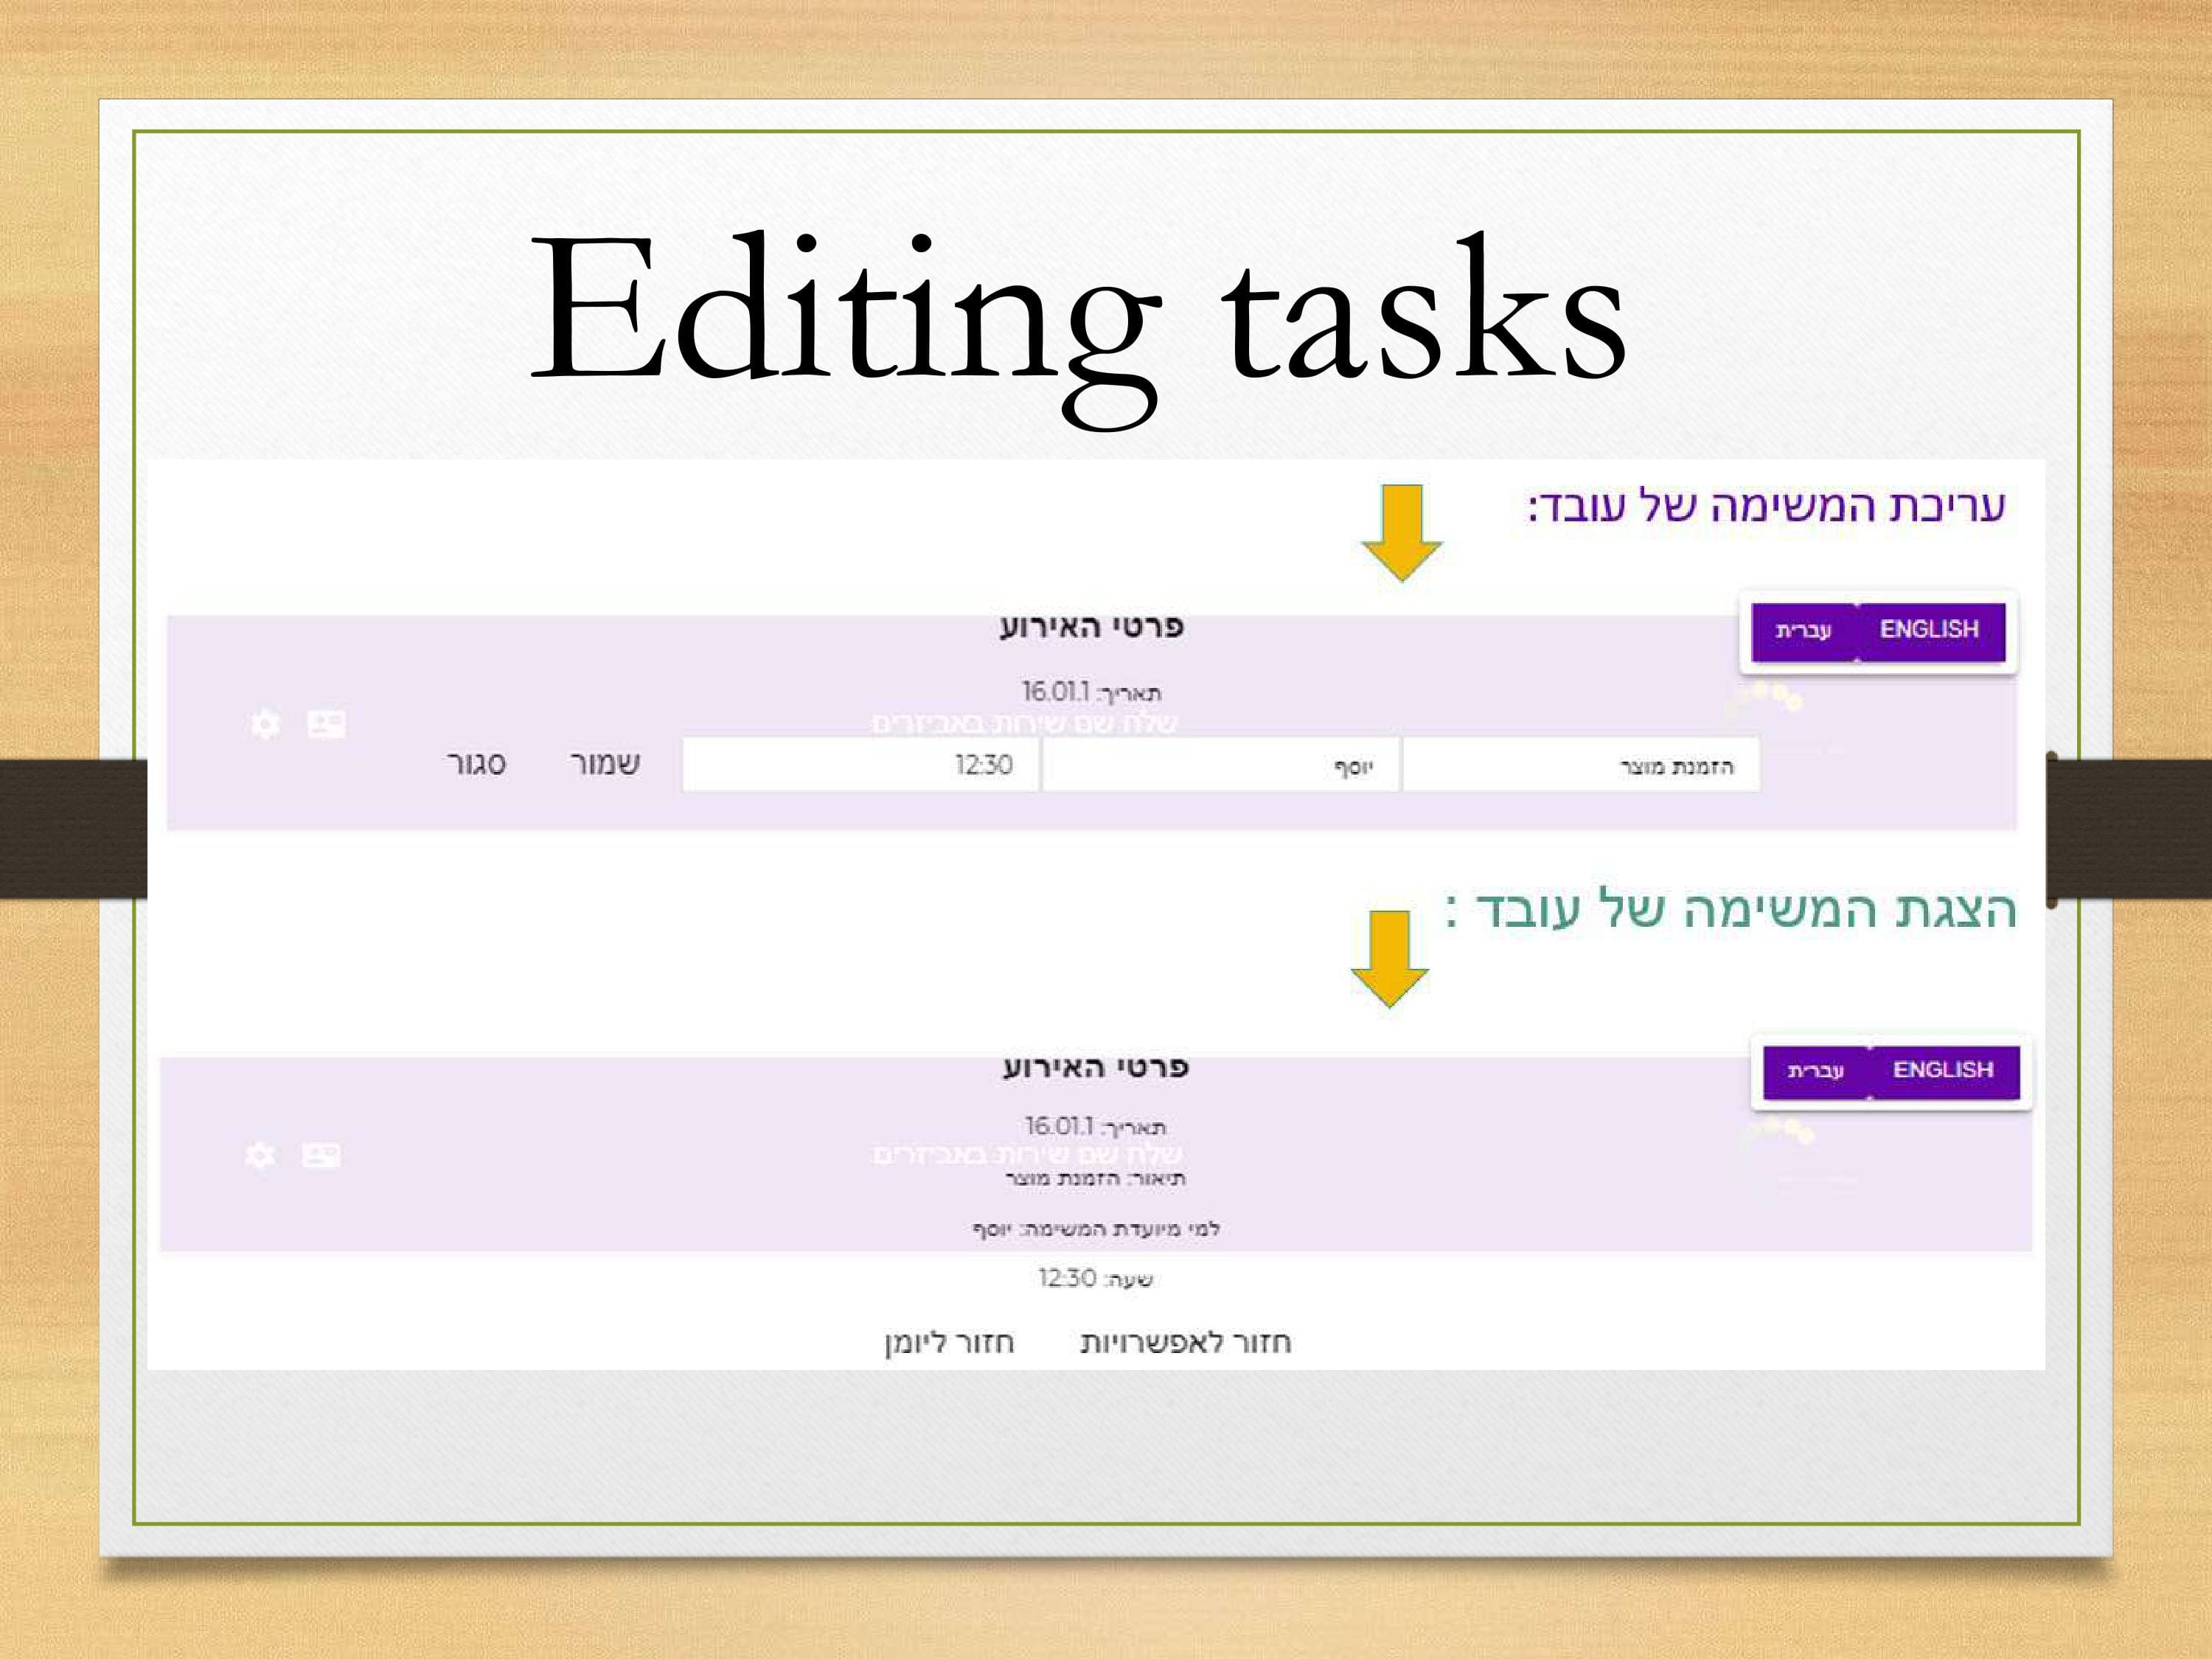 Editing tasks
עריכת המשימה של עובד:
ENGLISH עברית
פרטי האירוע
תאריך: 16.01.1
שלח שם שירות באביזרים
הזמנת מוצר יוסף 12:30 שמור סגור
הצגת המשימה של עובד :
ENGLISH עברית
פרטי האירוע
תאריך: 16.01.1
שלח שם שירות באביזרים
תיאור: הזמנת מוצר
למי מיועדת המשימה: יוסף
שעה: 12:30
חזור לאפשרויות חזור ליומן